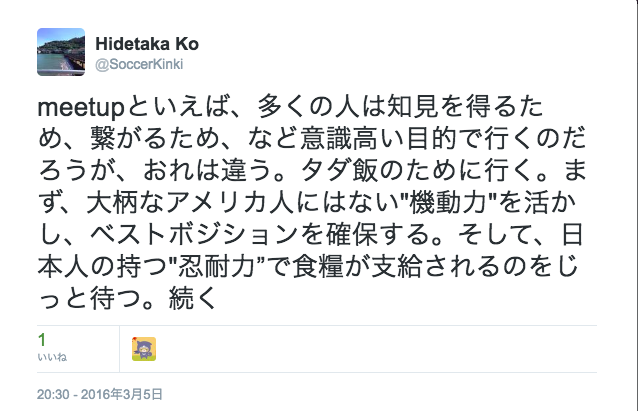 Hidetaka Ko
@SoccerKinki
meetupといえば、多くの人は知見を得るた
め、繋がるため、など意識高い目的で行くのだ
ろうが、おれは違う。タダ飯のために行く。ま
ず、大柄なアメリカ人にはない"機動力"を活か
し、ベストポジションを確保する。そして、日
本人の持つ"忍耐力”で食糧が支給されるのをじ
っと待つ。続く
1
いいね
20:30 - 2016年3月5日